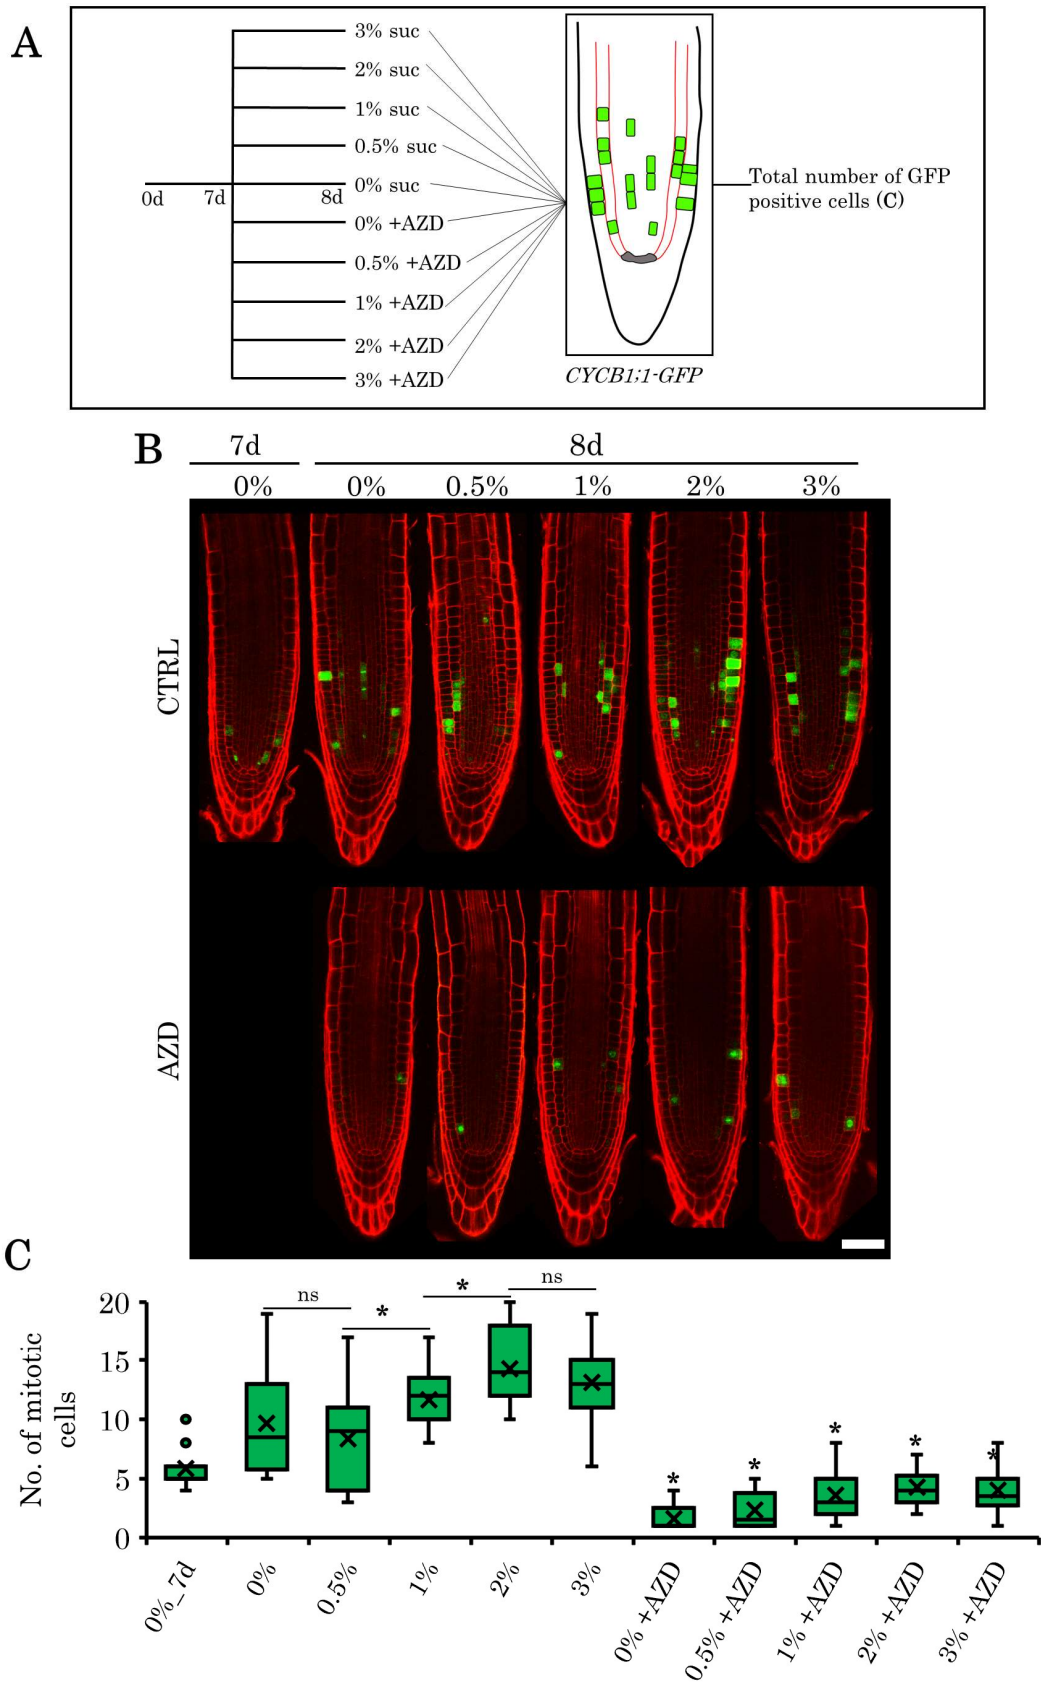 A
3% suc
2% suc
1% suc
0.5% suc
0% suc
0d
7d
8d
0% +AZD
0.5% +AZD
1% +AZD
2% +AZD
3% +AZD
CYCB1;1-GFP
Total number of GFP
positive cells (C)
B
7d
8d
0%
0%
0.5%
1%
2%
3%
CTRL
AZD
C
No. of mitotic
cells
20
15
10
5
0
ns
*
*
ns
*
*
*
*
*
0%_7d
0%
0.5%
1%
2%
3%
0% +AZD
0.5% +AZD
1% +AZD
2% +AZD
3% +AZD